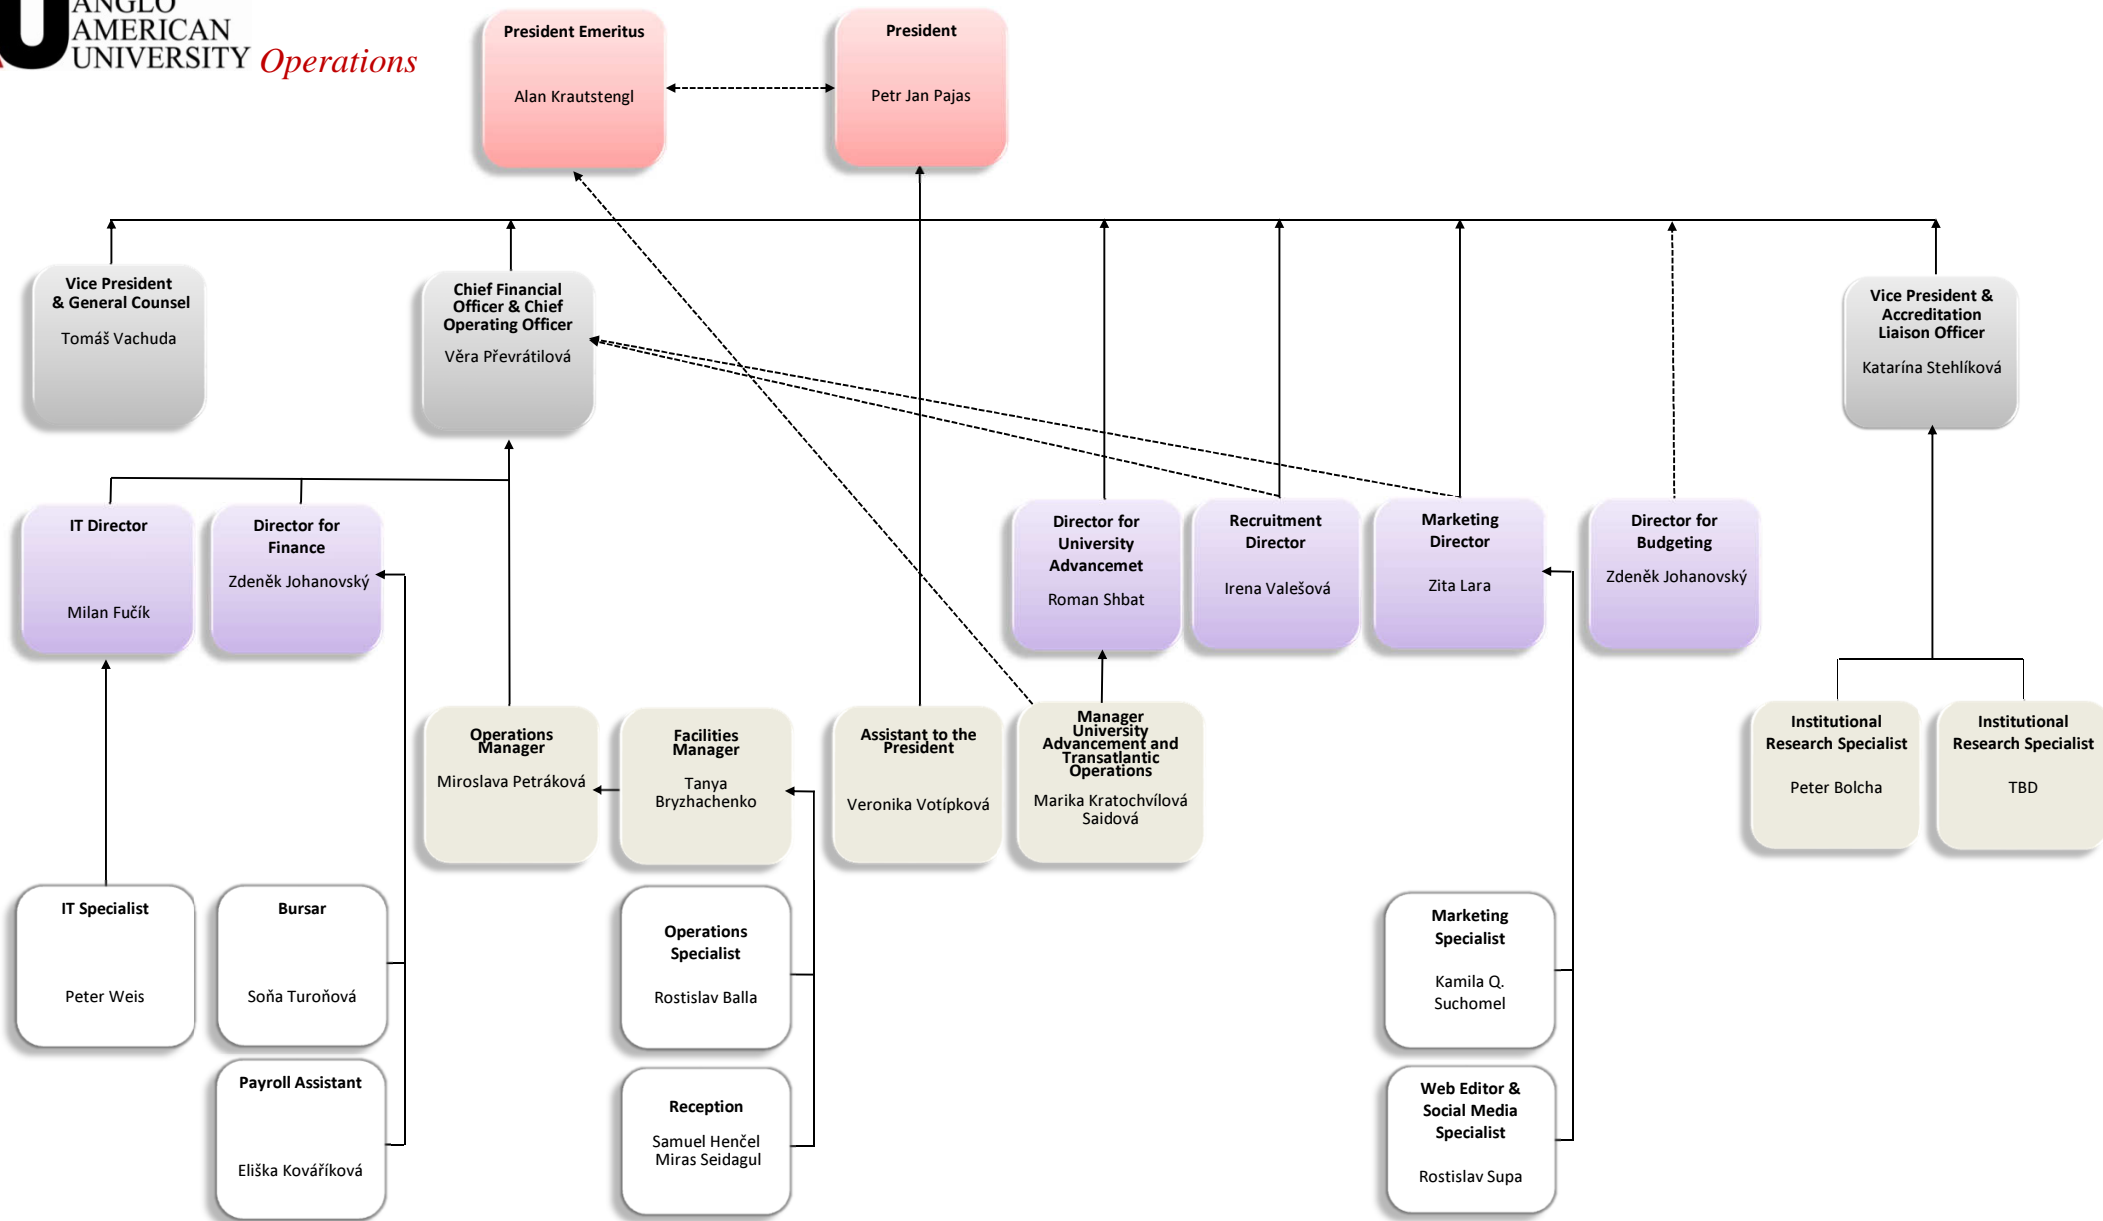 ANGLO
AMERICAN
UNIVERSITY
Operations
President Emeritus
Alan Krautstengl
President
Petr Jan Pajas
Vice President
& General Counsel
Tomáš Vachuda
Chief Financial
Officer & Chief
Operating Officer
Věra Převrátilová
Vice President &
Accreditation
Liaison Officer
Katarína Stehlíková
IT Director
Milan Fučík
Director for
Finance
Zdeněk Johanovský
Director for
University
Advancemet
Roman Shbat
Recruitment
Director
Irena Valešová
Marketing
Director
Zita Lara
Director for
Budgeting
Zdeněk Johanovský
Operations
Manager
Miroslava Petráková
Facilities
Manager
Tanya
Bryzhachenko
Assistant to the
President
Veronika Votípková
Manager
University
Advancement and
Transatlantic
Operations
Marika Kratochvílová
Saidová
Institutional
Research Specialist
Peter Bolcha
Institutional
Research Specialist
TBD
IT Specialist
Peter Weis
Bursar
Soňa Turoňová
Operations
Specialist
Rostislav Balla
Marketing
Specialist
Kamila Q.
Suchomel
Payroll Assistant
Eliška Kováříková
Reception
Samuel Henčel
Miras Seidagul
Web Editor &
Social Media
Specialist
Rostislav Supa